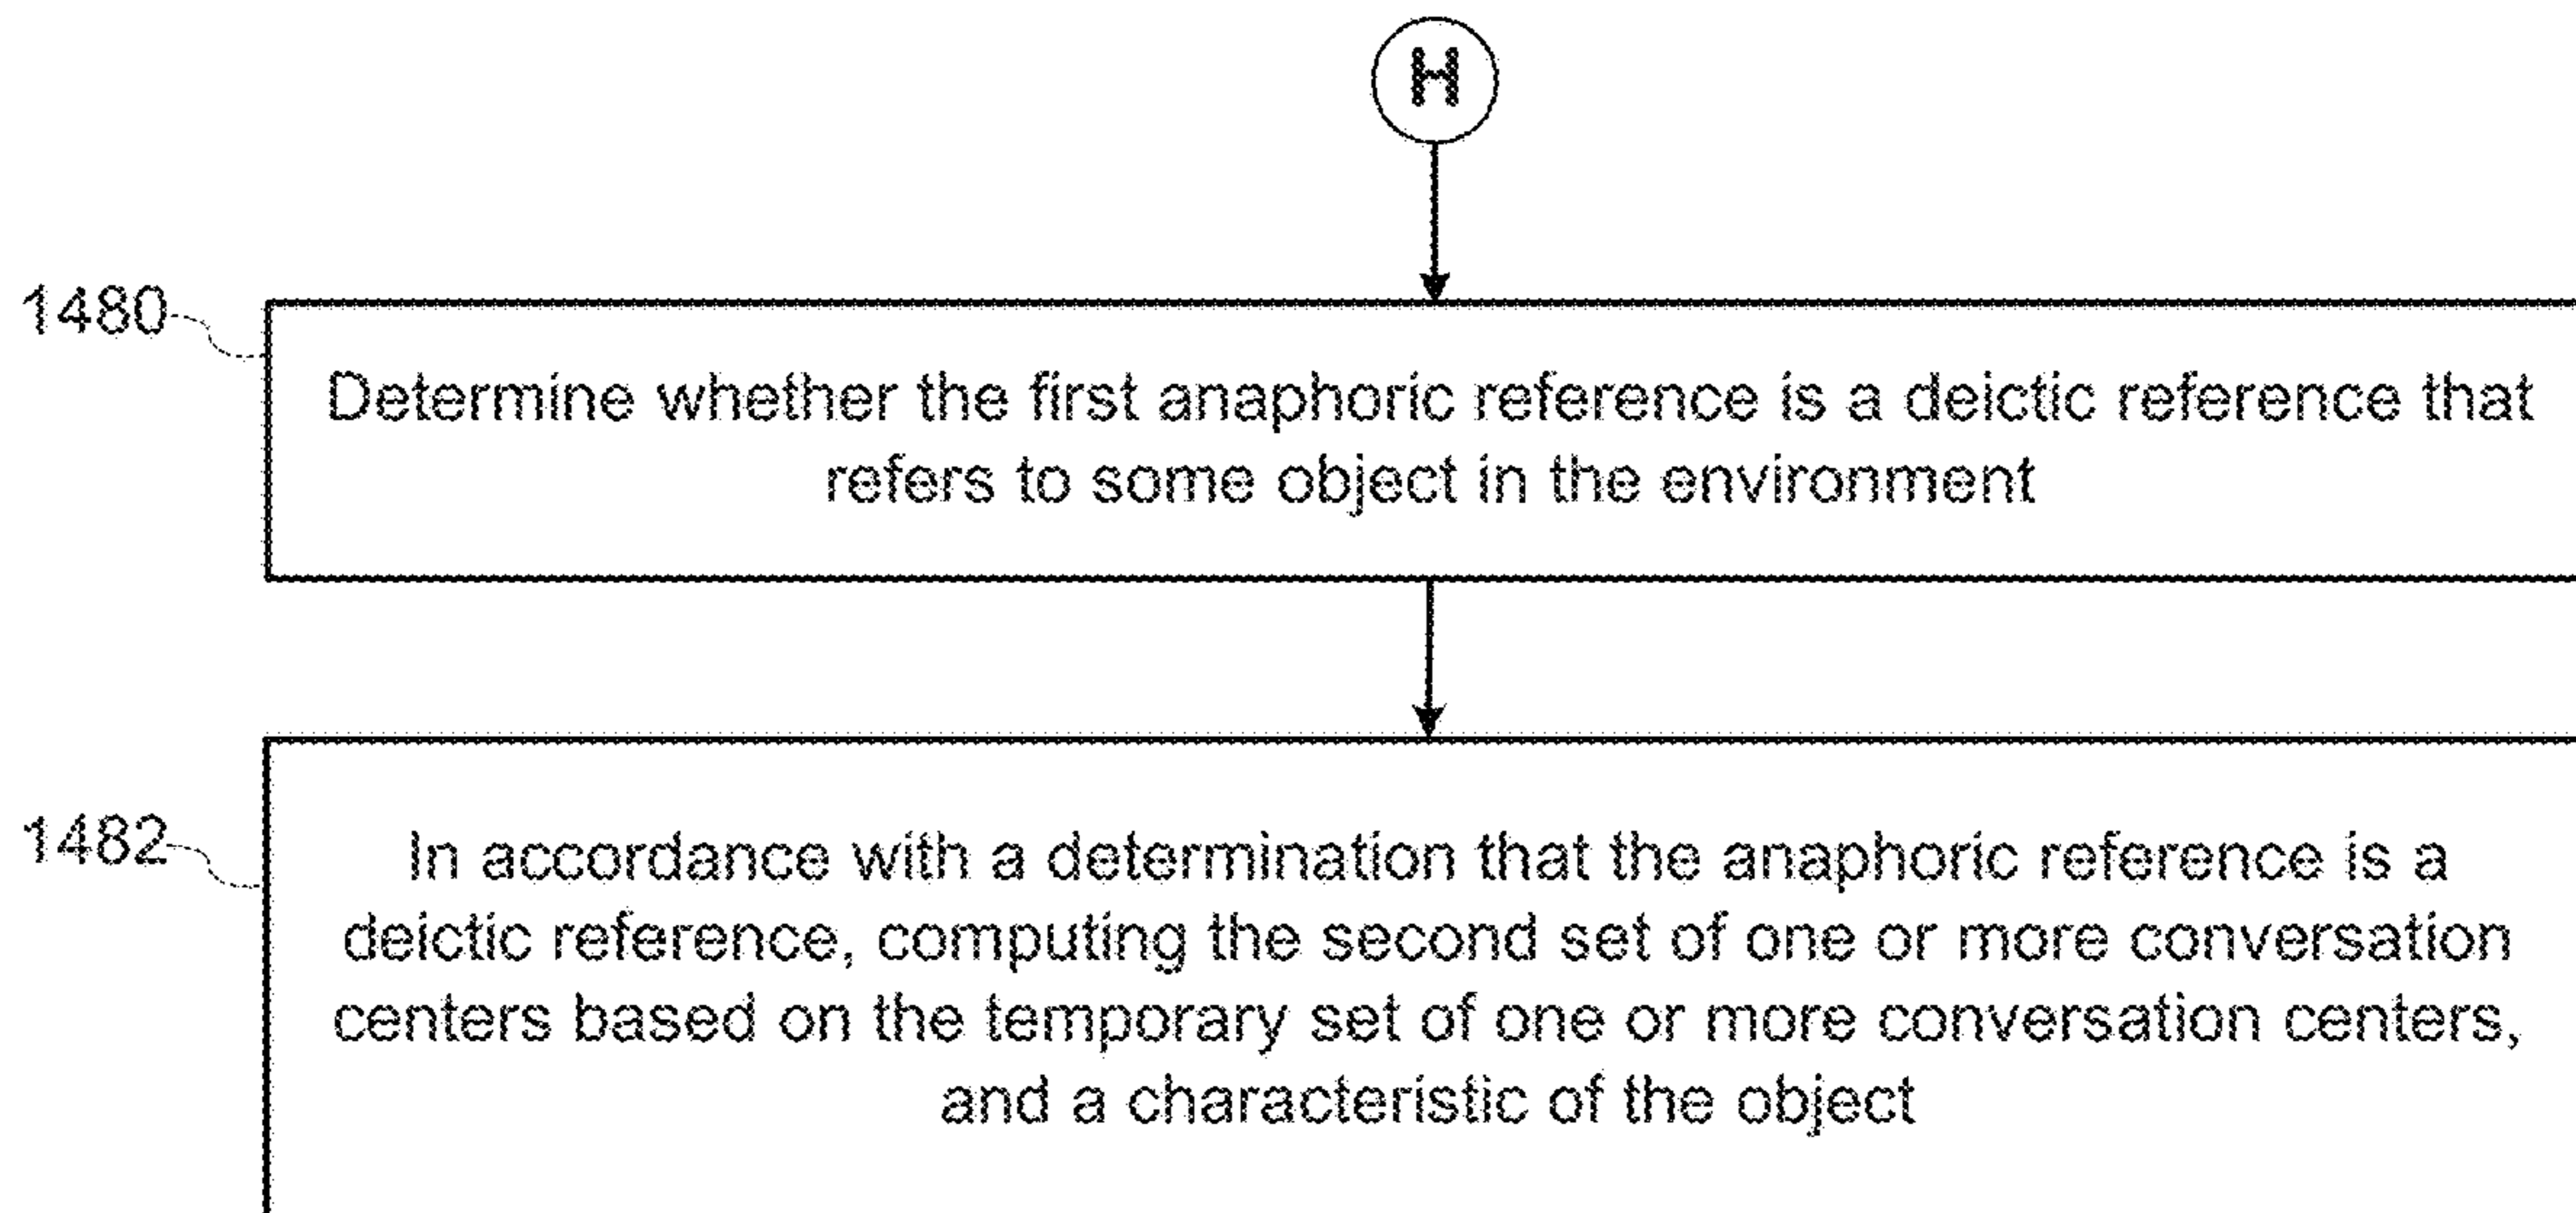 H
1480
Determine whether the first anaphoric reference is a deictic reference that
refers to some object in the environment
1482
In accordance with a determination that the anaphoric reference is a
deictic reference, computing the second set of one or more conversation
centers based on the temporary set of one or more conversation centers,
and a characteristic of the object